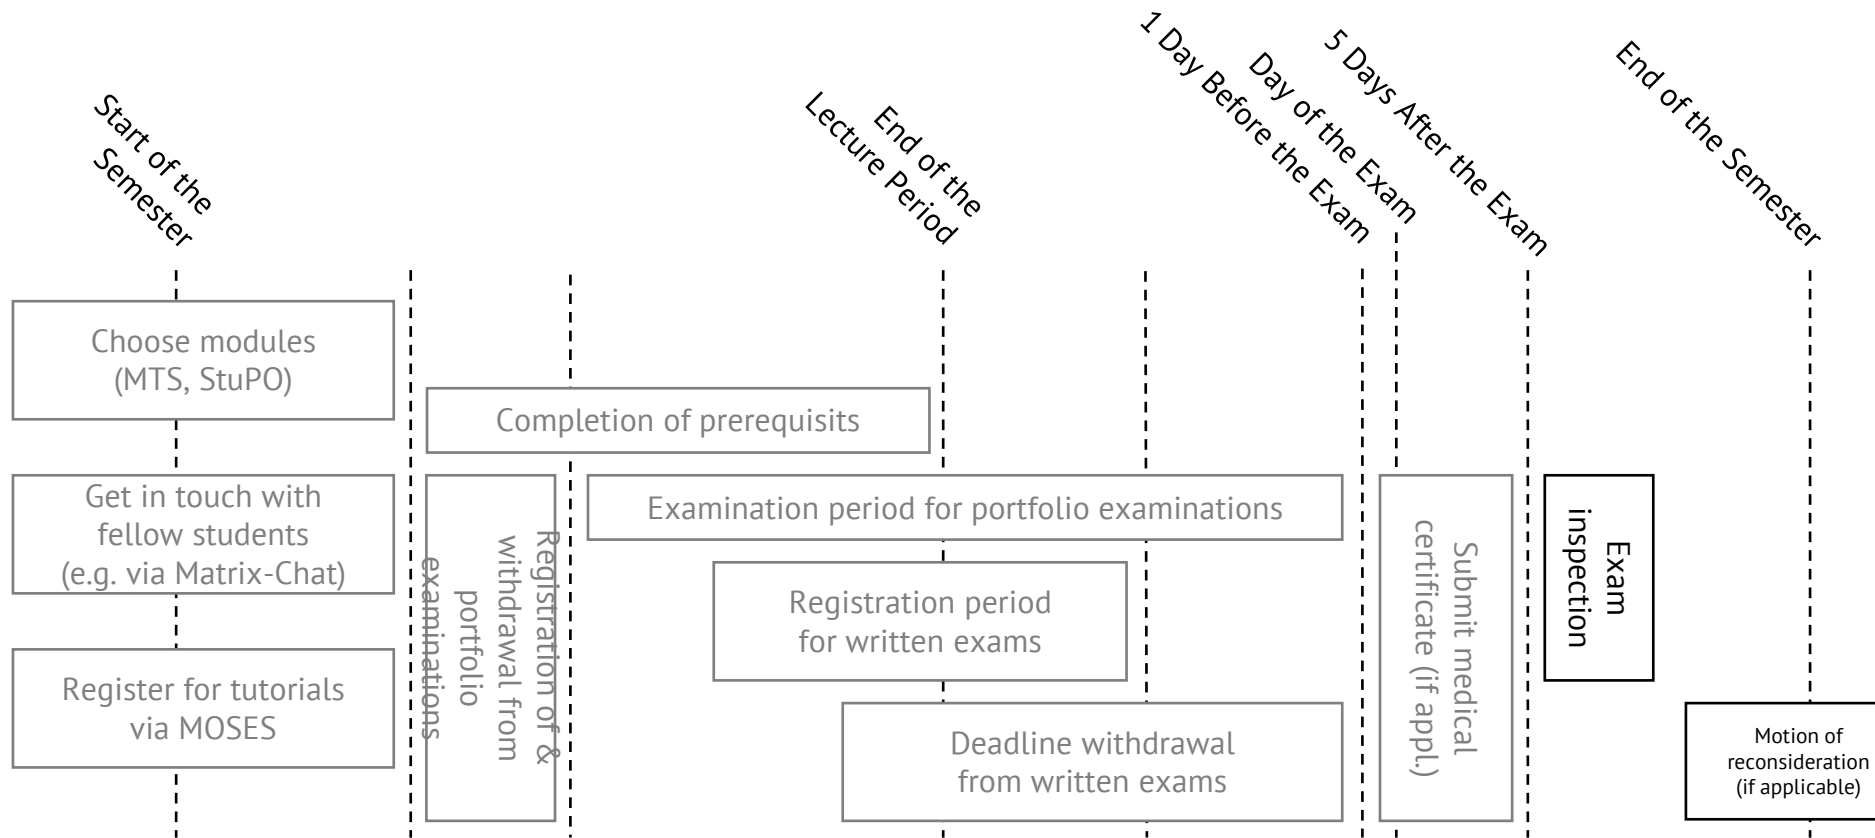 Start of the
Semester
End of the
Lecture Period
1 Day Before the Exam
Day of the Exam
5 Days After the Exam
End of the Semester
Choose modules
(MTS, StuPO)
Completion of prerequisits
Get in touch with
fellow students
(e.g. via Matrix-Chat)
Registration of &
withdrawal from
portfolio
examinations
Examination period for portfolio examinations
Registration period
for written exams
Submit medical
certificate (if appl.)
Exam
inspection
Register for tutorials
via MOSES
Deadline withdrawal
from written exams
Motion of
reconsideration
(if applicable)